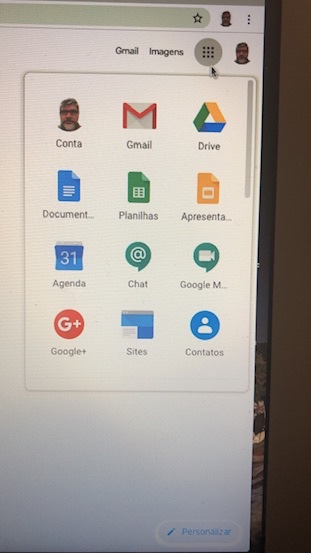 Gmail Imagens
Conta Gmail Drive
Document... Planilhas Apresenta...
31
Agenda Chat Google M...
G+
Google+ Sites Contatos
Personalizar